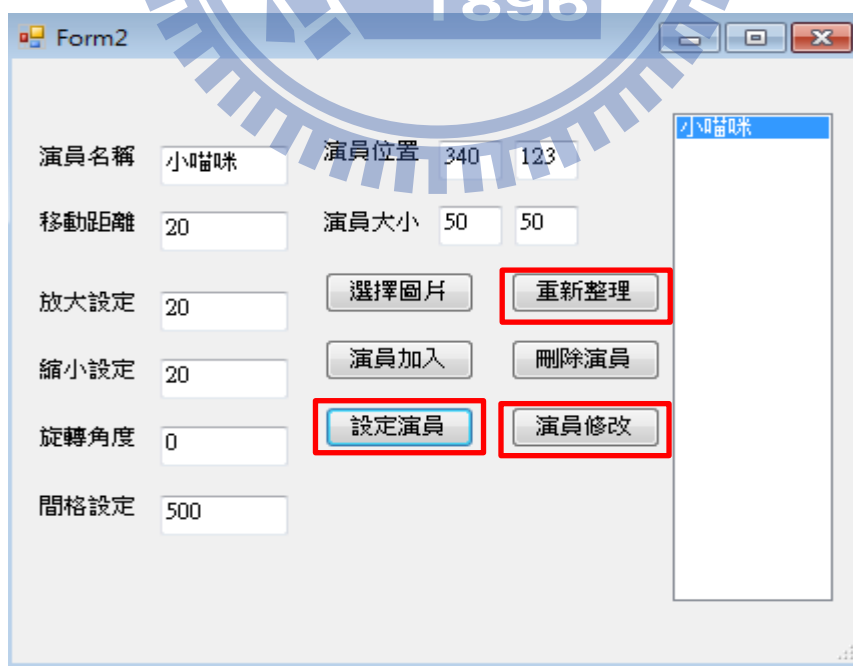 1896
Form2
演員名稱 小喵咪 演員位置 340 123
小喵咪
移動距離 20 演員大小 50 50
放大設定 20 選擇圖片 重新整理
縮小設定 20 演員加入 刪除演員
旋轉角度 0 設定演員 演員修改
間格設定 500